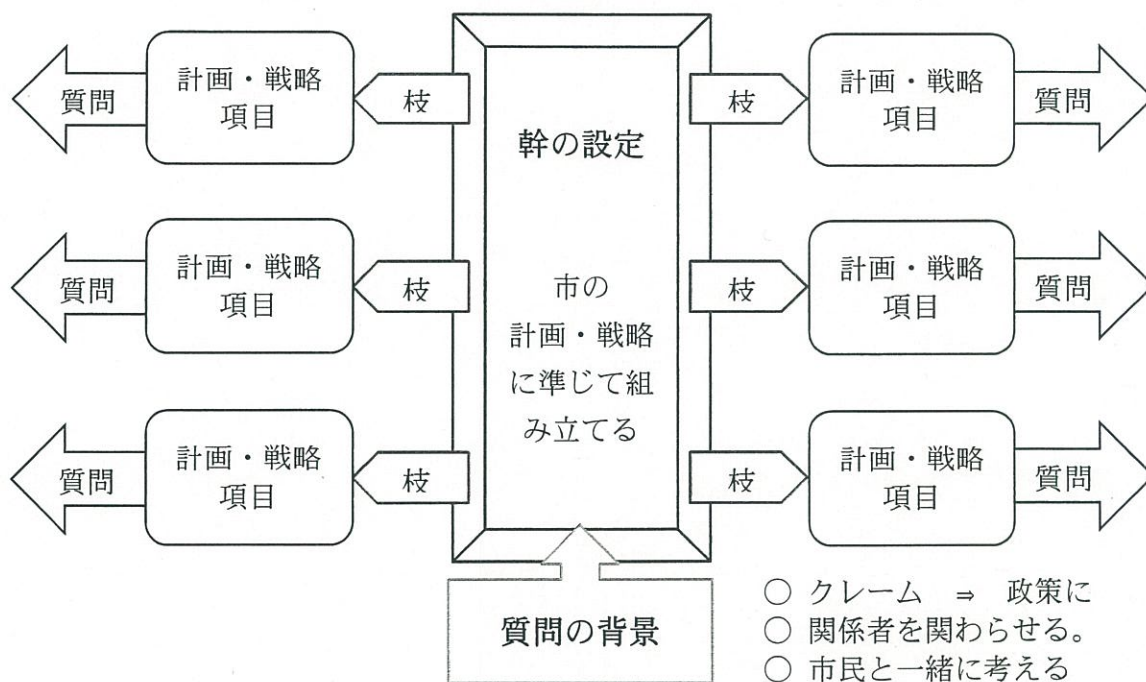 質問
計画・戦略
項目
枝
幹の設定
枝
計画・戦略
項目
質問
質問
計画・戦略
項目
枝
市の
計画・戦略
に準じて組
み立てる
枝
計画・戦略
項目
質問
質問
計画・戦略
項目
枝
枝
計画・戦略
項目
質問
質問の背景
○ クレーム ⇒ 政策に
○ 関係者を関わらせる。
○ 市民と一緒に考える